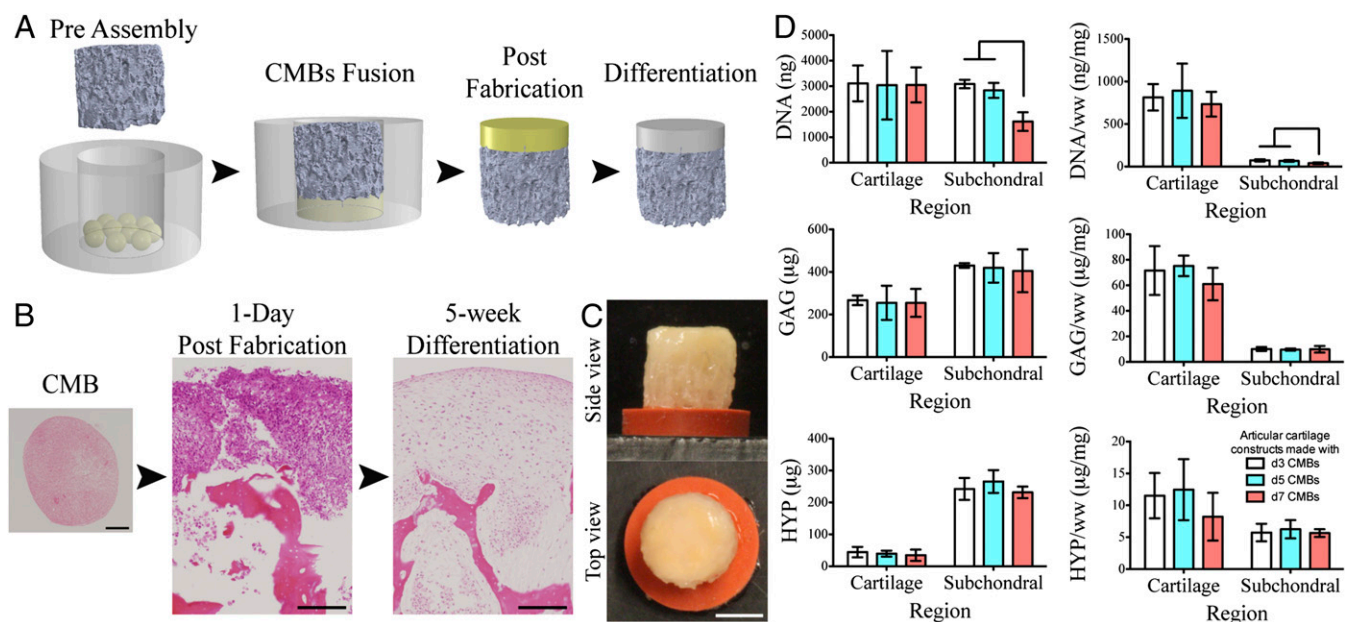 A
Pre Assembly
CMBs Fusion
Post
Fabrication
Differentiation
B
CMB
1-Day
Post Fabrication
5-week
Differentiation
C
Side view
Top view
D
DNA (ng)
5000
4000
3000
2000
1000
0
Cartilage Subchondral
Region
DNA/ww (ng/mg)
1500
1000
500
0
Cartilage Subchondral
Region
GAG (µg)
600
400
200
0
Cartilage Subchondral
Region
GAG/ww (µg/mg)
100
80
60
40
20
0
Cartilage Subchondral
Region
HYP (µg)
400
300
200
100
0
Cartilage Subchondral
Region
HYP/ww (µg/mg)
20
15
10
5
0
Articular cartilage
constructs made with
d3 CMBs
d5 CMBs
d7 CMBs
Cartilage Subchondral
Region